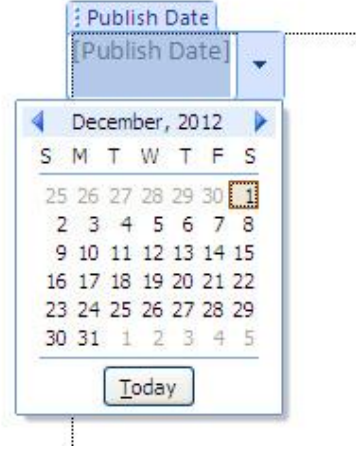 Publish Date
[Publish Date]
December, 2012
S M T W T F S
25 26 27 28 29 30 1
2 3 4 5 6 7 8
9 10 11 12 13 14 15
16 17 18 19 20 21 22
23 24 25 26 27 28 29
30 31 1 2 3 4 5
Today